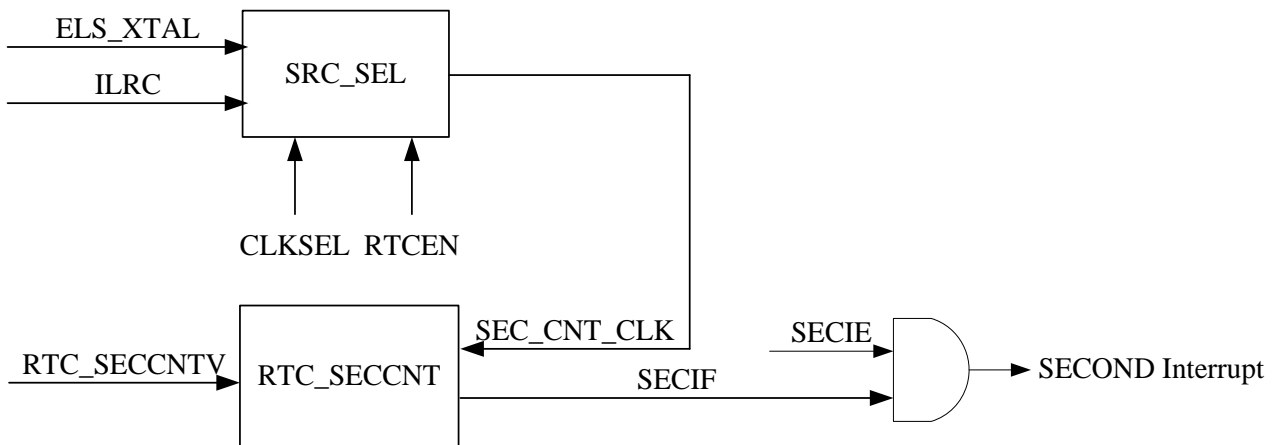 ELS_XTAL
ILRC
SRC_SEL
CLKSEL RTCEN
RTC_SECCNTV
RTC_SECCNT
SEC_CNT_CLK
SECIF
SECIE
SECOND Interrupt